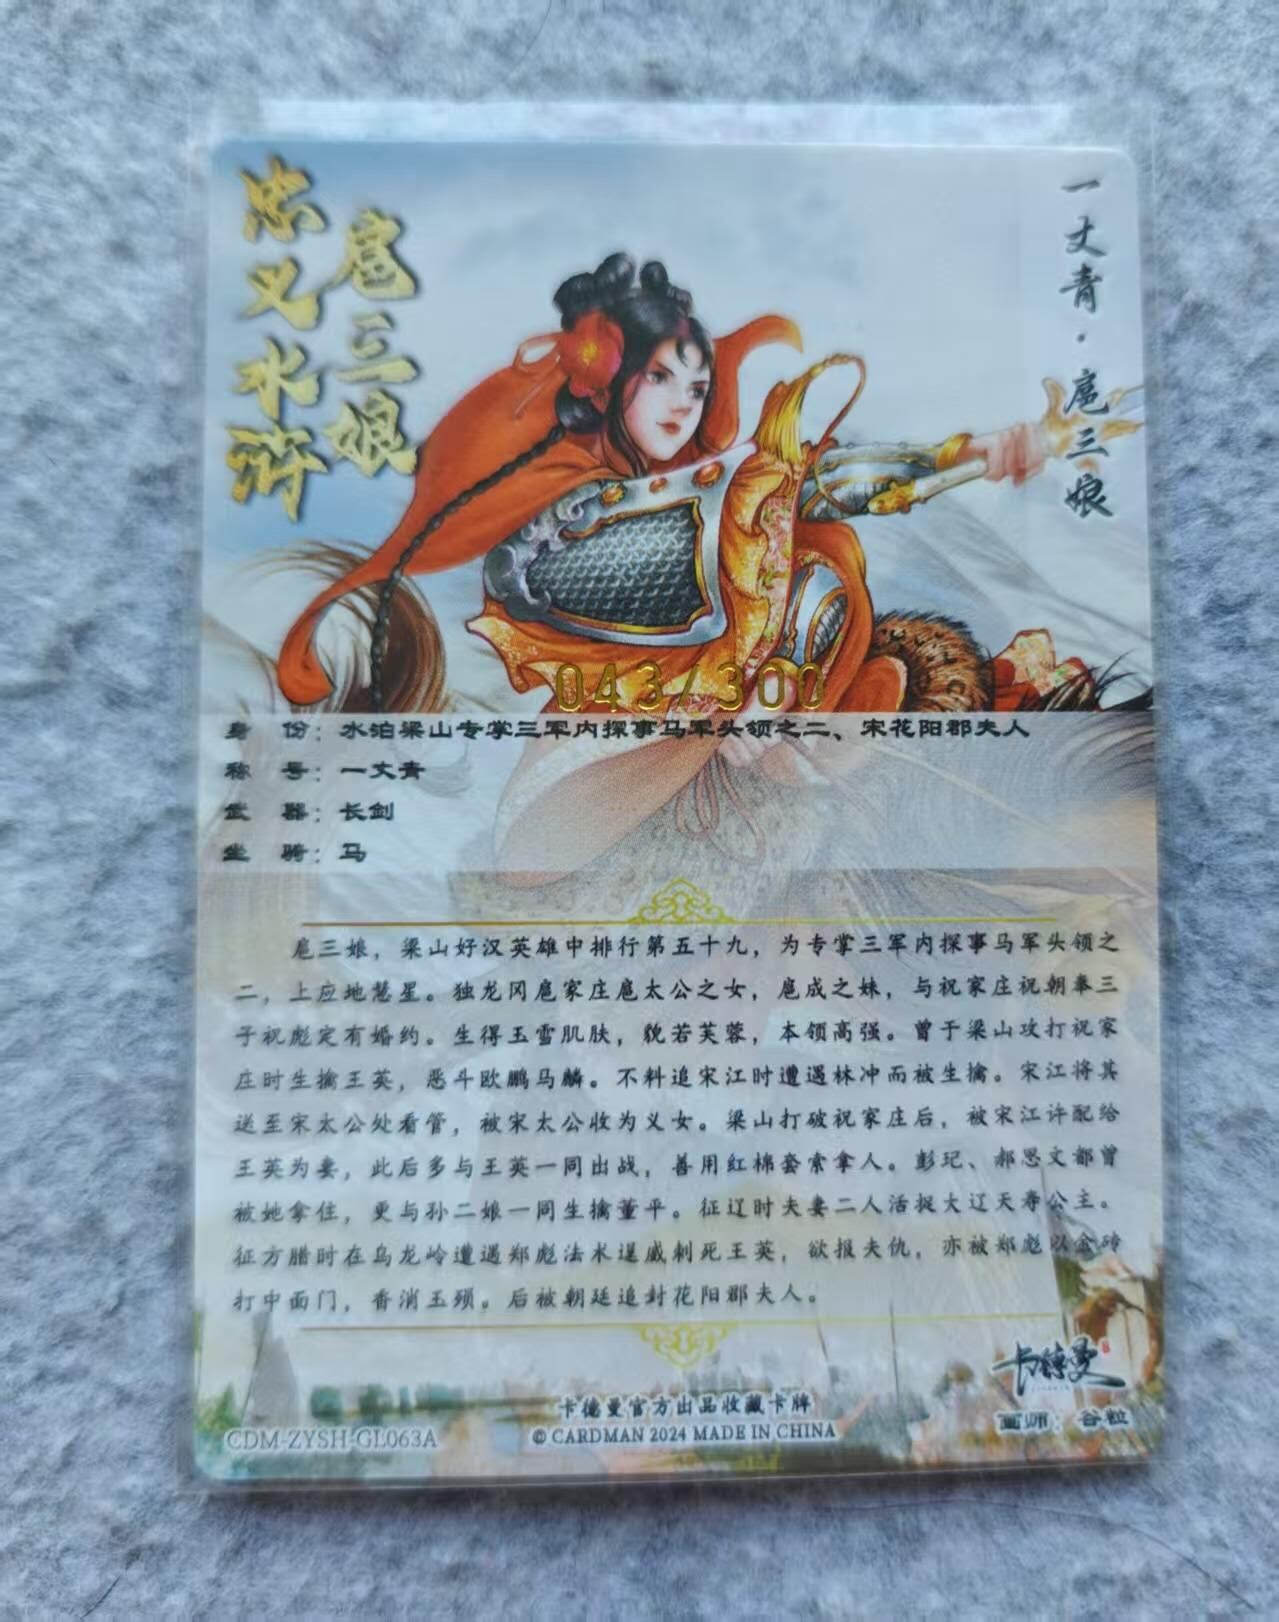 忠义水浒
扈三娘
一丈青·扈三娘
043/300
身 份：水泊梁山专掌三军内探事马军头领之二、宋花阳郡夫人
称 号：一丈青
武 器：长剑
坐 骑：马
扈三娘，梁山好汉英雄中排行第五十九，为专掌三军内探事马军头领之
二，上应地慧星。独龙冈扈家庄扈太公之女，扈成之妹，与祝家庄祝朝奉三
子祝彪定有婚约。生得玉雪肌肤，貌若芙蓉，本领高强。曾于梁山攻打祝家
庄时生擒王英，恶斗欧鹏马麟。不料追宋江时遭遇林冲而被生擒。宋江将其
送至宋太公处看管，被宋太公收为义女。梁山打破祝家庄后，被宋江许配给
王英为妻，此后多与王英一同出战，善用红棉套索拿人。彭玘、郝思文都曾
被她拿住，更与孙二娘一同生擒董平。征辽时夫妻二人活捉大辽天寿公主。
征方腊时在乌龙岭遭遇郑彪法术逞威刺死王英，欲报夫仇，亦被郑彪以金砖
打中面门，香消玉殒。后被朝廷追封花阳郡夫人。
卡德曼
卡德曼官方出品收藏卡牌
画师：谷粒
CDM-ZYSH-GL063A
© CARDMAN 2024 MADE IN CHINA